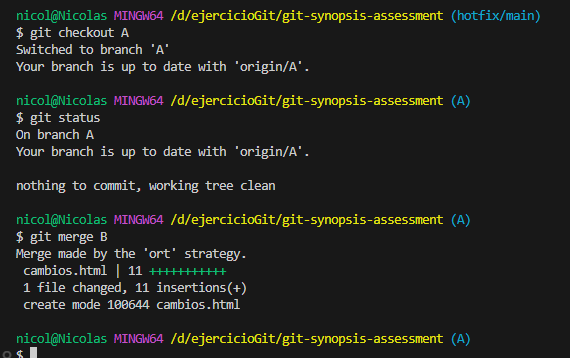 nicol@Nicolas MINGW64 /d/ejercicioGit/git-synopsis-assessment (hotfix/main)
$ git checkout A
Switched to branch 'A'
Your branch is up to date with 'origin/A'.
nicol@Nicolas MINGW64 /d/ejercicioGit/git-synopsis-assessment (A)
$ git status
On branch A
Your branch is up to date with 'origin/A'.
nothing to commit, working tree clean
nicol@Nicolas MINGW64 /d/ejercicioGit/git-synopsis-assessment (A)
$ git merge B
Merge made by the 'ort' strategy.
 cambios.html | 11 +++++++++++
 1 file changed, 11 insertions(+)
 create mode 100644 cambios.html
nicol@Nicolas MINGW64 /d/ejercicioGit/git-synopsis-assessment (A)
$